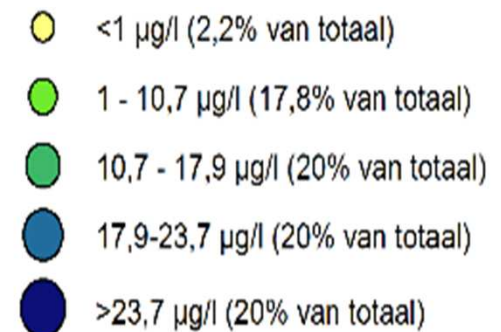 <1 µg/l (2,2% van totaal)
1 - 10,7 µg/l (17,8% van totaal)
10,7 - 17,9 µg/l (20% van totaal)
17,9-23,7 µg/l (20% van totaal)
>23,7 µg/l (20% van totaal)